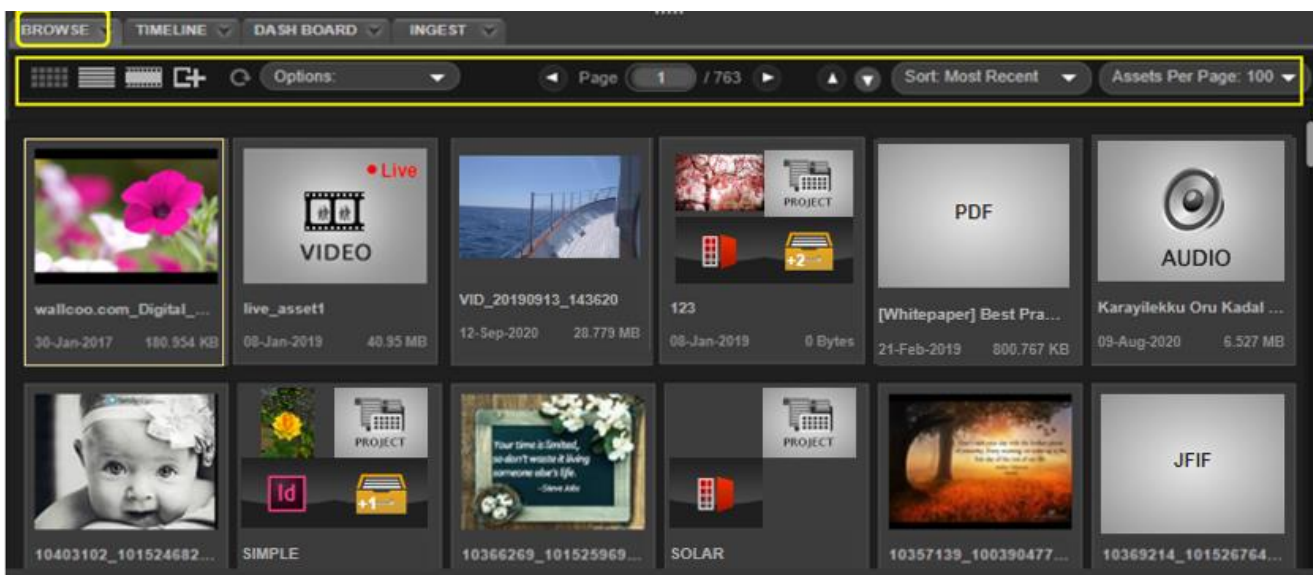 BROWSE TIMELINE DASH BOARD INGEST
Options: Page 1 / 763 Sort: Most Recent Assets Per Page: 100
Live
VIDEO
PROJECT
+2
PDF
AUDIO
wallcoo.com_Digital_...
live_asset1
VID_20190913_143620
123
[Whitepaper] Best Pra...
Karayilekku Oru Kadal ...
30-Jan-2017 180.954 KB
08-Jan-2019 40.95 MB
12-Sep-2020 28.779 MB
08-Jan-2019 0 Bytes
21-Feb-2019 800.767 KB
09-Aug-2020 6.527 MB
PROJECT
Id
+1
Your time is limited,
so don't waste it living
someone else's life.
-Steve Jobs
PROJECT
JFIF
10403102_101524682...
SIMPLE
10366269_101525969...
SOLAR
10357139_100390477...
10369214_101526764...